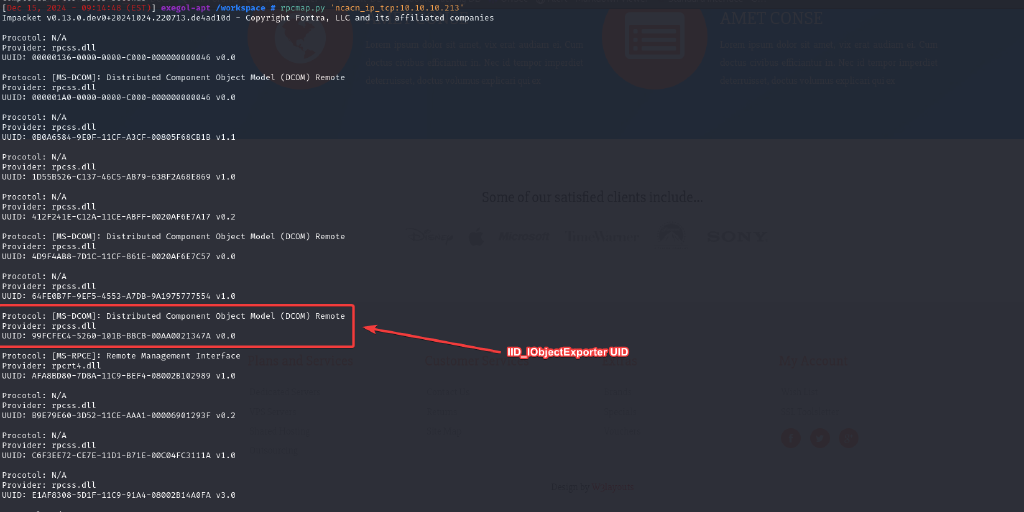 [Dec 15, 2024 - 09:14:48 (CEST)] exegol-apt /workspace # rpcmap.py 'ncacn_ip_tcp:10.10.10.213'
Impacket v0.13.0.dev0+20241024.220713.de4ad10d - Copyright Fortra, LLC and its affiliated companies
Procotol: N/A
Provider: rpcss.dll
UUID: 00000136-0000-0000-C000-000000000046 v0.0
Protocol: [MS-DCOM]: Distributed Component Object Model (DCOM) Remote
Provider: rpcss.dll
UUID: 000001A0-0000-0000-C000-000000000046 v0.0
Procotol: N/A
Provider: rpcss.dll
UUID: 0B0A6584-9E0F-11CF-A3CF-00805F68CB1B v1.1
Procotol: N/A
Provider: rpcss.dll
UUID: 1D55B526-C137-46C5-AB79-638F2A68E869 v1.0
Procotol: N/A
Provider: rpcss.dll
UUID: 412F241E-C12A-11CE-ABFF-0020AF6E7A17 v0.2
Protocol: [MS-DCOM]: Distributed Component Object Model (DCOM) Remote
Provider: rpcss.dll
UUID: 4D9F4AB8-7D1C-11CF-861E-0020AF6E7C57 v0.0
Procotol: N/A
Provider: rpcss.dll
UUID: 64FE0B7F-9EF5-4553-A7DB-9A1975777554 v1.0
Protocol: [MS-DCOM]: Distributed Component Object Model (DCOM) Remote
Provider: rpcss.dll
UUID: 99FCFEC4-5260-101B-BBCB-00AA0021347A v0.0
IID_IObjectExporter UID
Protocol: [MS-RPCE]: Remote Management Interface
Provider: rpcrt4.dll
UUID: AFA8BD80-7D8A-11C9-BEF4-08002B102989 v1.0
Procotol: N/A
Provider: rpcss.dll
UUID: B9E79E60-3D52-11CE-AAA1-00006901293F v0.2
Procotol: N/A
Provider: rpcss.dll
UUID: C6F3EE72-CE7E-11D1-B71E-00C04FC3111A v1.0
Procotol: N/A
Provider: rpcss.dll
UUID: E1AF8308-5D1F-11C9-91A4-08002B14A0FA v3.0
AMET CONSE
Some of our satisfied clients include...
SONY